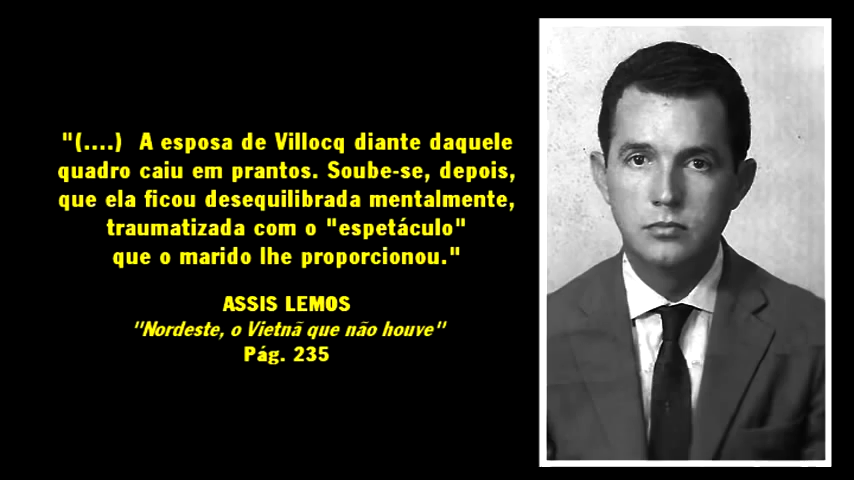 "(....)  A esposa de Villocq diante daquele
quadro caiu em prantos. Soube-se, depois,
que ela ficou desequilibrada mentalmente,
traumatizada com o "espetáculo"
que o marido lhe proporcionou."
ASSIS LEMOS
"Nordeste, o Vietnã que não houve"
Pág. 235